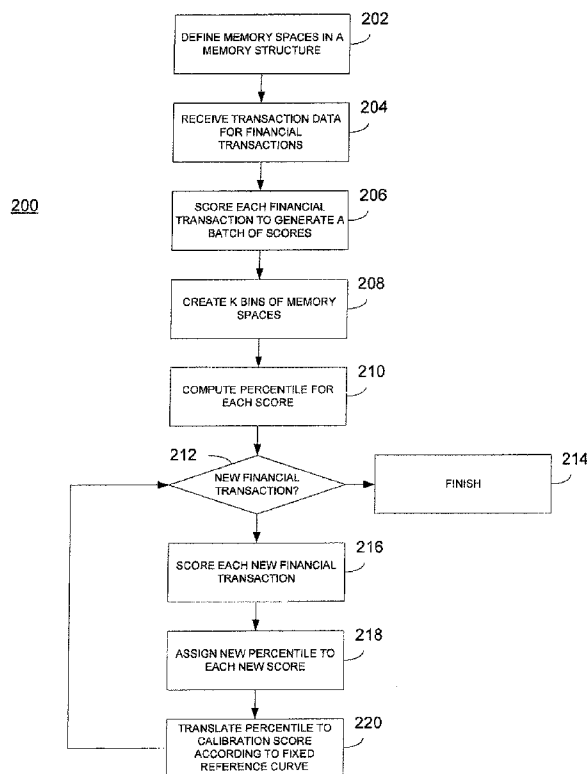 202
DEFINE MEMORY SPACES IN A
MEMORY STRUCTURE
204
RECEIVE TRANSACTION DATA
FOR FINANCIAL
TRANSACTIONS
200
206
SCORE EACH FINANCIAL
TRANSACTION TO GENERATE A
BATCH OF SCORES
208
CREATE K BINS OF MEMORY
SPACES
210
COMPUTE PERCENTILE FOR
EACH SCORE
212
NEW FINANCIAL
TRANSACTION?
214
FINISH
216
SCORE EACH NEW FINANCIAL
TRANSACTION
218
ASSIGN NEW PERCENTILE TO
EACH NEW SCORE
220
TRANSLATE PERCENTILE TO
CALIBRATION SCORE
ACCORDING TO FIXED
REFERENCE CURVE